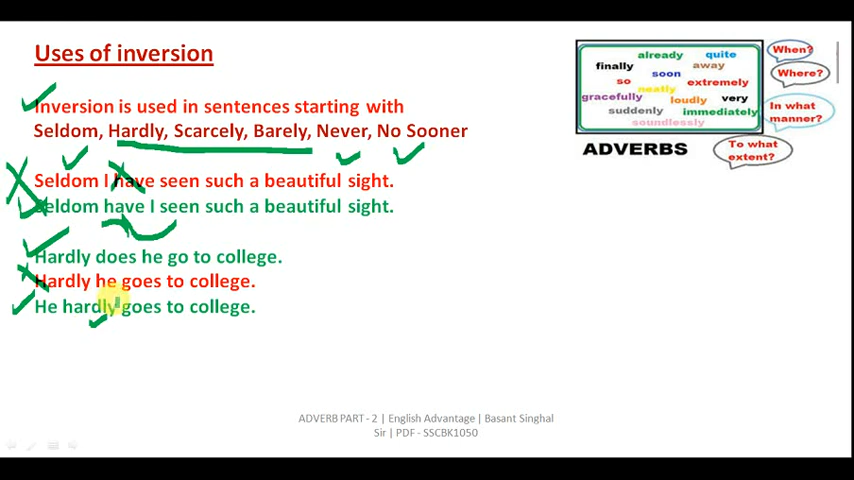 Uses of inversion
Inversion is used in sentences starting with
Seldom, Hardly, Scarcely, Barely, Never, No Sooner
Seldom I have seen such a beautiful sight.
Seldom have I seen such a beautiful sight.
Hardly does he go to college.
Hardly he goes to college.
He hardly goes to college.
already quite
finally away
soon
so extremely
neatly
gracefully loudly very
suddenly immediately
soundlessly
When?
Where?
In what
manner?
To what
extent?
ADVERBS
ADVERB PART - 2 | English Advantage | Basant Singhal
Sir | PDF - SSCBK1050